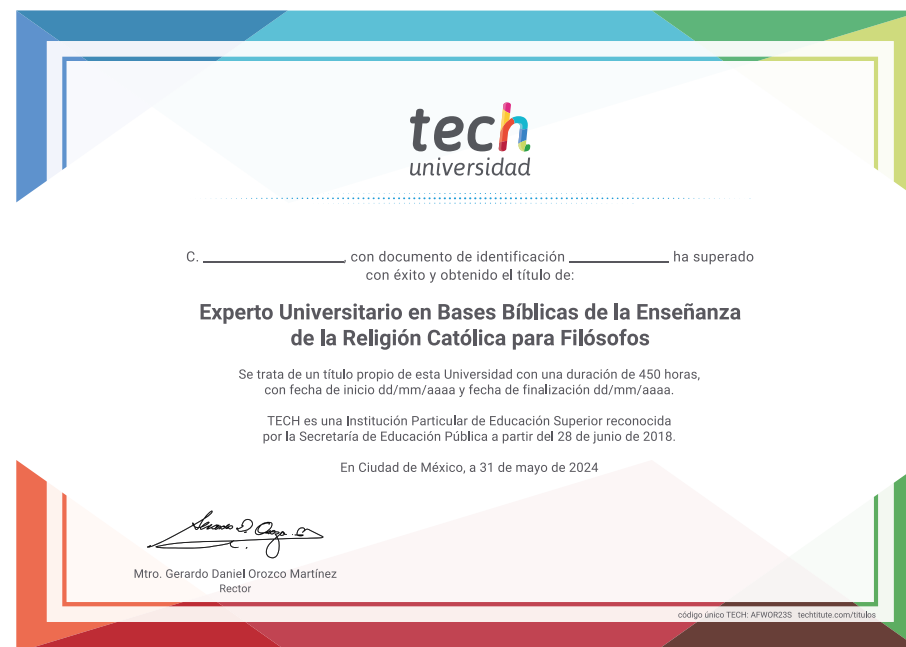 tech
universidad
C. ____________________, con documento de identificación ______________ ha superado
con éxito y obtenido el título de:
Experto Universitario en Bases Bíblicas de la Enseñanza
de la Religión Católica para Filósofos
Se trata de un título propio de esta Universidad con una duración de 450 horas,
con fecha de inicio dd/mm/aaaa y fecha de finalización dd/mm/aaaa.
TECH es una Institución Particular de Educación Superior reconocida
por la Secretaría de Educación Pública a partir del 28 de junio de 2018.
En Ciudad de México, a 31 de mayo de 2024
Mtro. Gerardo Daniel Orozco Martínez
Rector
código único TECH: AFWOR23S techtitute.com/titulos